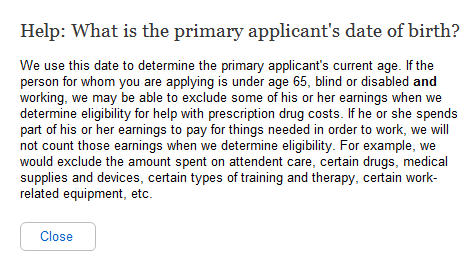 Help: What is the primary applicant's date of birth?
We use this date to determine the primary applicant's current age. If the
person for whom you are applying is under age 65, blind or disabled and
working, we may be able to exclude some of his or her earnings when we
determine eligibility for help with prescription drug costs. If he or she spends
part of his or her earnings to pay for things needed in order to work, we will
not count those earnings when we determine eligibility. For example, we
would exclude the amount spent on attendent care, certain drugs, medical
supplies and devices, certain types of training and therapy, certain work-
related equipment, etc.
Close